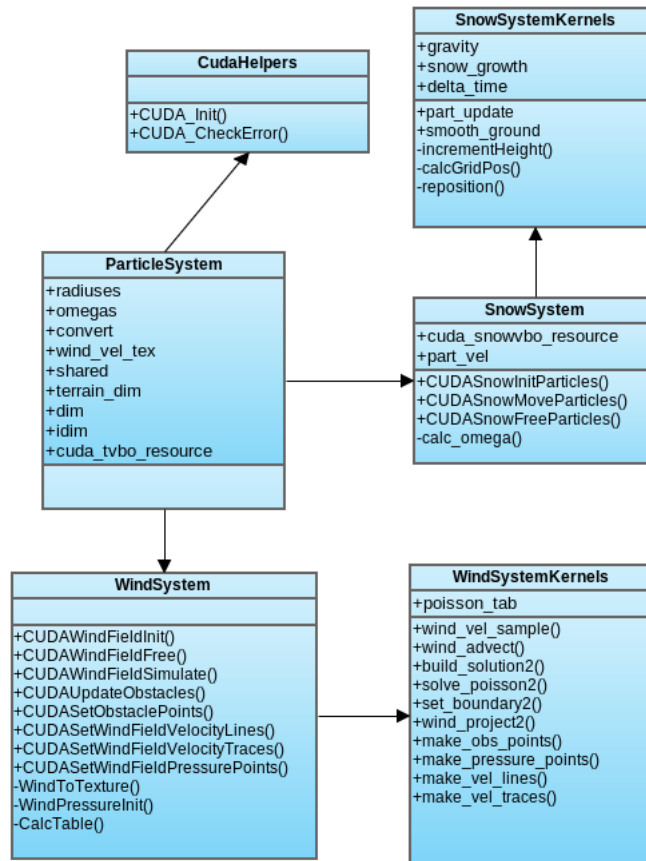 CudaHelpers
+CUDA_Init()
+CUDA_CheckError()
SnowSystemKernels
+gravity
+snow_growth
+delta_time
+part_update
+smooth_ground
-incrementHeight()
-calcGridPos()
-reposition()
ParticleSystem
+radiuses
+omegas
+convert
+wind_vel_tex
+shared
+terrain_dim
+dim
+idim
+cuda_tvbo_resource
SnowSystem
+cuda_snowvbo_resource
+part_vel
+CUDASnowInitParticles()
+CUDASnowMoveParticles()
+CUDASnowFreeParticles()
-calc_omega()
WindSystem
+CUDAWindFieldInit()
+CUDAWindFieldFree()
+CUDAWindFieldSimulate()
+CUDAUpdateObstacles()
+CUDASetObstaclePoints()
+CUDASetWindFieldVelocityLines()
+CUDASetWindFieldVelocityTraces()
+CUDASetWindFieldPressurePoints()
-WindToTexture()
-WindPressureInit()
-CalcTable()
WindSystemKernels
+poisson_tab
+wind_vel_sample()
+wind_advect()
+build_solution2()
+solve_poisson2()
+set_boundary2()
+wind_project2()
+make_obs_points()
+make_pressure_points()
+make_vel_lines()
+make_vel_traces()